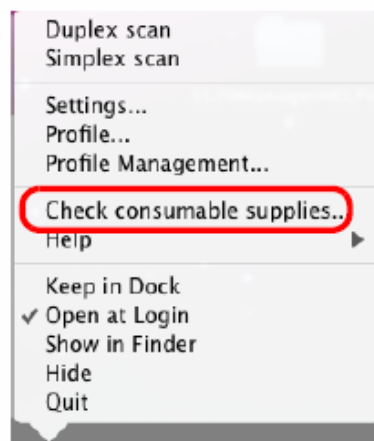 Duplex scan
Simplex scan
Settings...
Profile...
Profile Management...
Check consumable supplies...
Help
Keep in Dock
✓ Open at Login
Show in Finder
Hide
Quit